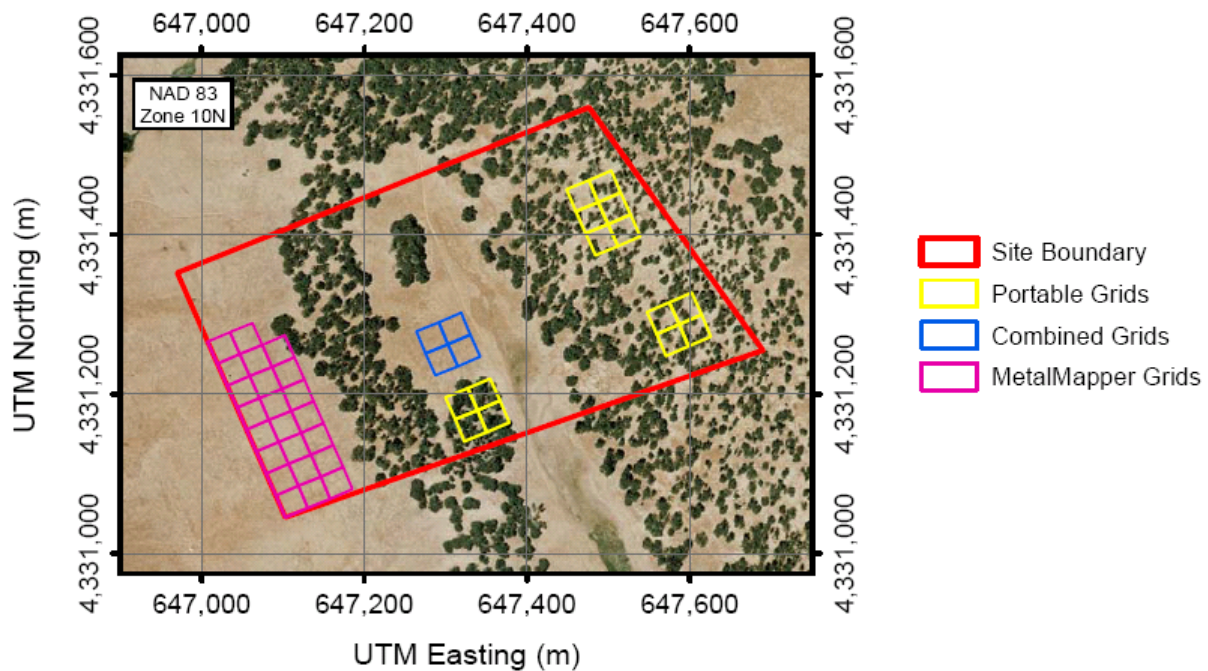 647,000 647,200 647,400 647,600
4,331,600
4,331,400
4,331,200
4,331,000
UTM Northing (m)
NAD 83
Zone 10N
4,331,600
4,331,400
4,331,200
4,331,000
647,000 647,200 647,400 647,600
UTM Easting (m)
Site Boundary
Portable Grids
Combined Grids
MetalMapper Grids